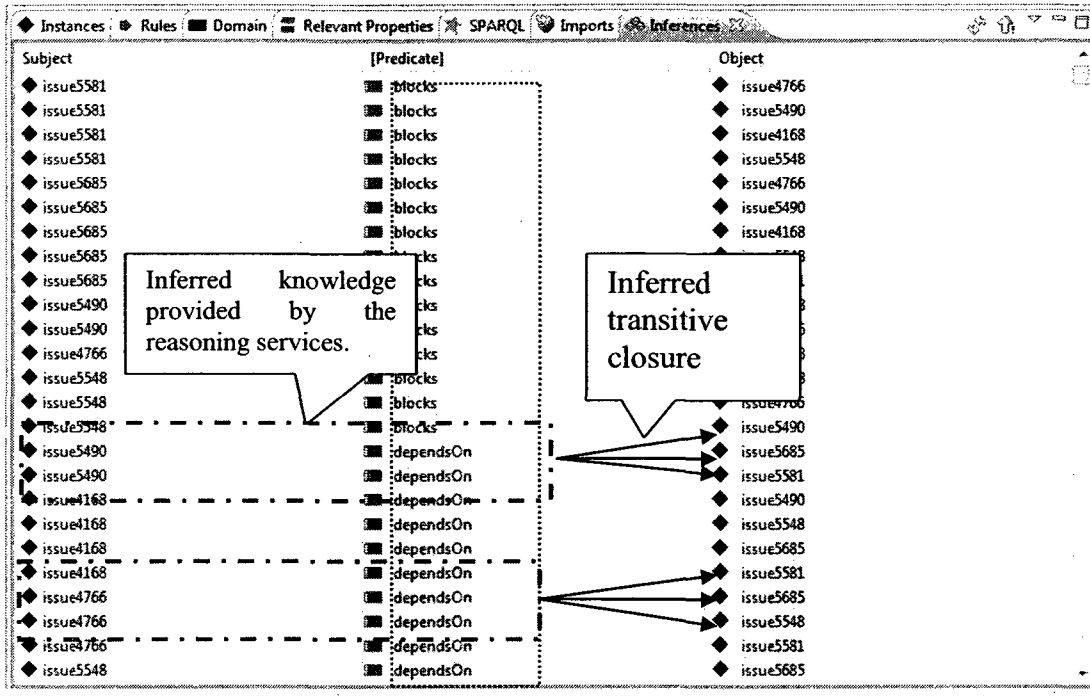 Instances Rules Domain Relevant Properties SPARQL Imports Inferences
Subject [Predicate] Object
issue5581 blocks issue4766
issue5581 blocks issue5490
issue5581 blocks issue4168
issue5581 blocks issue5548
issue5685 blocks issue4766
issue5685 blocks issue5490
issue5685 blocks issue4168
issue5685
issue5685
issue5490
issue5490
issue4766
issue5548 blocks
issue5548 blocks issue4766
issue5548 blocks issue5490
issue5490 dependsOn issue5685
issue5490 dependsOn issue5581
issue4168 dependsOn issue5490
issue4168 dependsOn issue5548
issue4168 dependsOn issue5685
issue4168 dependsOn issue5581
issue4766 dependsOn issue5685
issue4766 dependsOn issue5548
issue4766 dependsOn issue5581
issue5548 dependsOn issue5685
Inferred knowledge
provided by the
reasoning services.
Inferred
transitive
closure